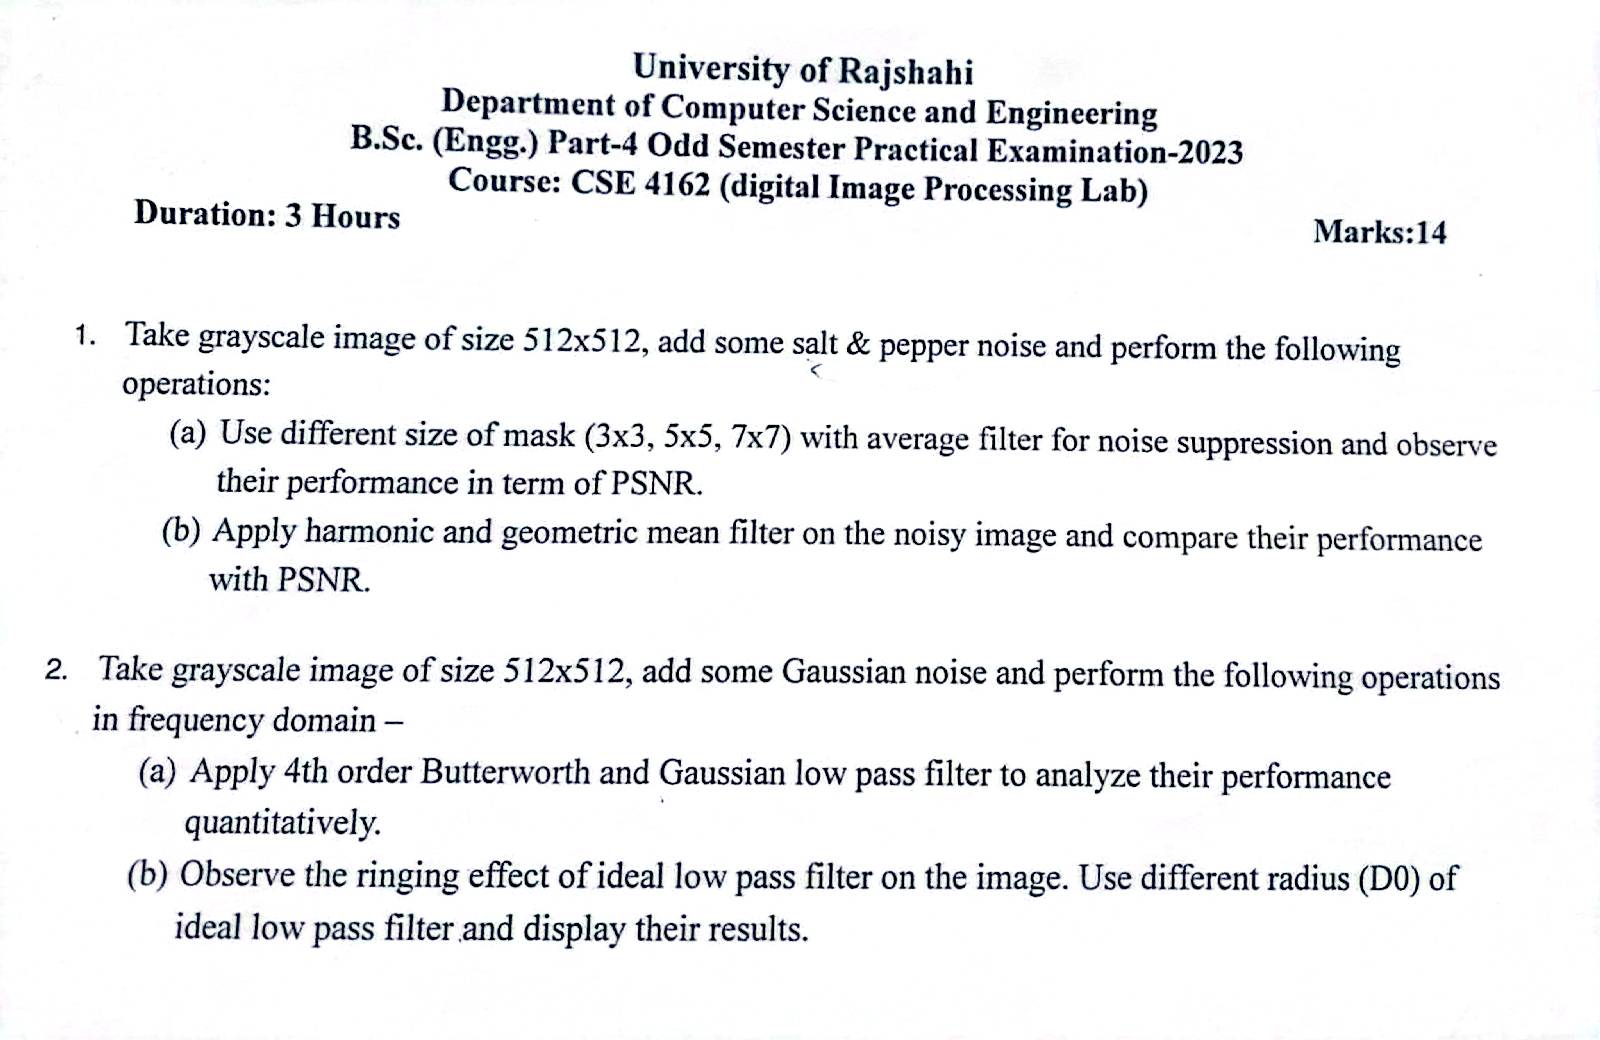 University of Rajshahi
Department of Computer Science and Engineering
B.Sc. (Engg.) Part-4 Odd Semester Practical Examination-2023
Course: CSE 4162 (digital Image Processing Lab)
Duration: 3 Hours
Marks:14
1. Take grayscale image of size 512x512, add some salt & pepper noise and perform the following
operations:
(a) Use different size of mask (3x3, 5x5, 7x7) with average filter for noise suppression and observe
their performance in term of PSNR.
(b) Apply harmonic and geometric mean filter on the noisy image and compare their performance
with PSNR.
2. Take grayscale image of size 512x512, add some Gaussian noise and perform the following operations
in frequency domain –
(a) Apply 4th order Butterworth and Gaussian low pass filter to analyze their performance
quantitatively.
(b) Observe the ringing effect of ideal low pass filter on the image. Use different radius (D0) of
ideal low pass filter and display their results.